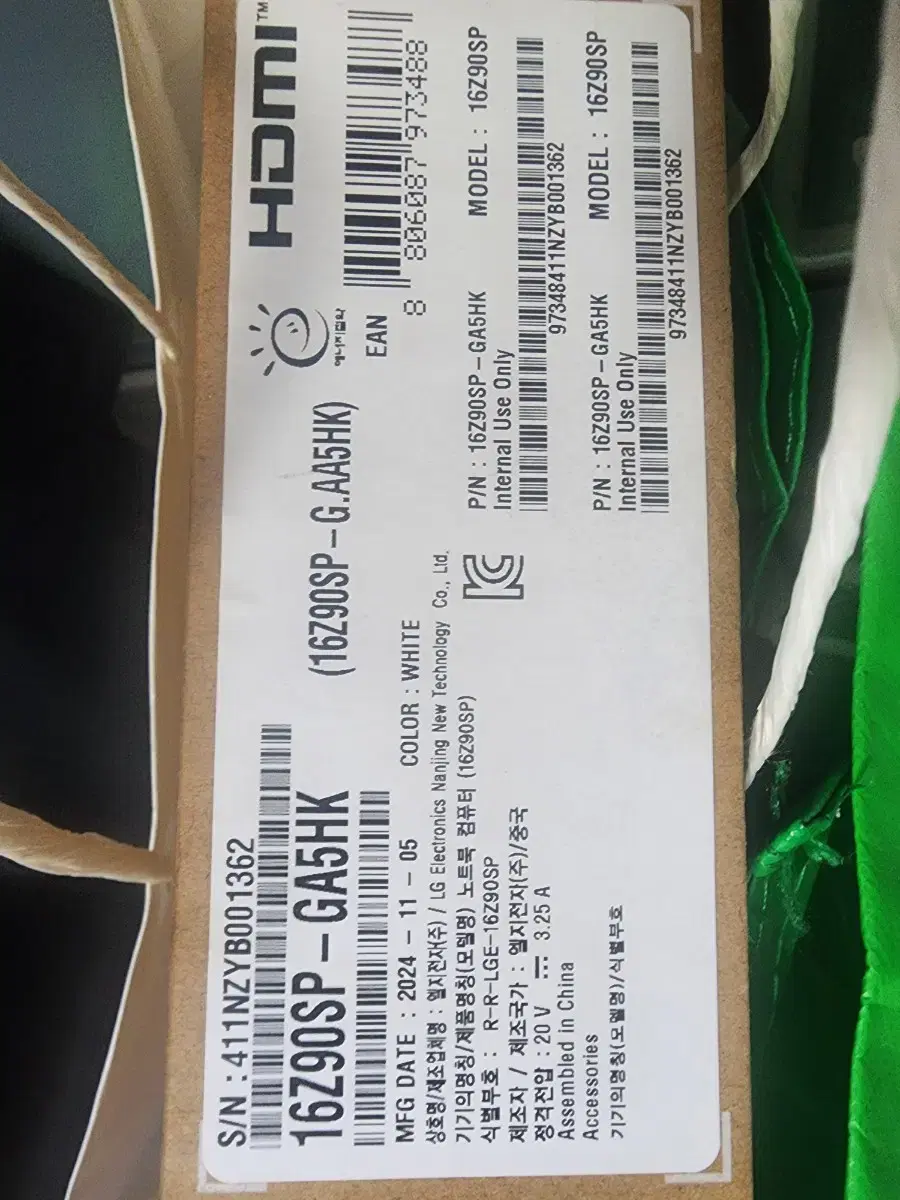 S/N : 411NZYB001362
16Z90SP-GA5HK
(16Z90SP-G.AA5HK)
HDMI™
에너지절약
EAN
8 806087 973488
MFG DATE : 2024 - 11 - 05
COLOR : WHITE
상호명/제조업체명 : 엘지전자(주) / LG Electronics Nanjing New Technology Co., Ltd.
기기의명칭/제품명칭(모델명) 노트북 컴퓨터 (16Z90SP)
식별부호 : R-R-LGE-16Z90SP
제조자 / 제조국가 : 엘지전자(주)/중국
정격전압 : 20 V ⎓ 3.25 A
Assembled in China
Accessories
기기의명칭(모델명)/식별부호
P/N : 16Z90SP-GA5HK MODEL : 16Z90SP
Internal Use Only
97348411NZYB001362
P/N : 16Z90SP-GA5HK MODEL : 16Z90SP
Internal Use Only
97348411NZYB001362